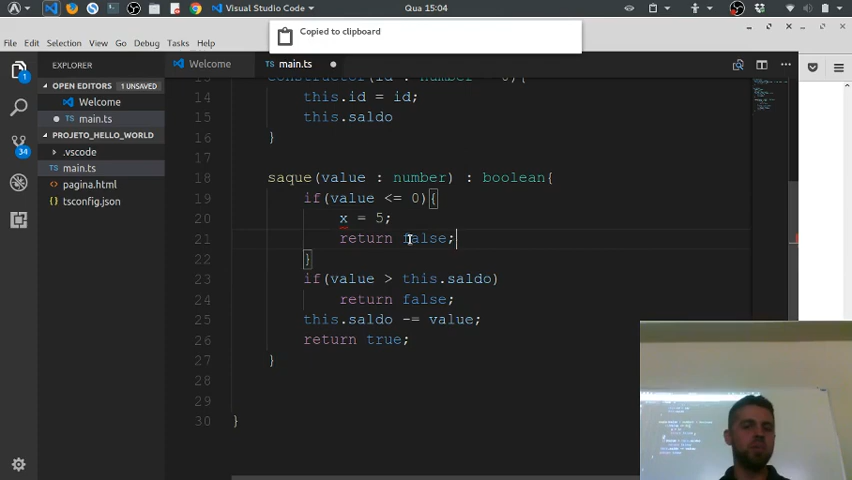 Visual Studio Code
Qua 15:04
Copied to clipboard
File Edit Selection View Go Debug Tasks Help
EXPLORER
OPEN EDITORS 1 UNSAVED
Welcome
main.ts
PROJETO_HELLO_WORLD
.vscode
main.ts
pagina.html
tsconfig.json
1
34
Welcome
main.ts
14 this.id = id;
15 this.saldo
16 }
17
18 saque(value : number) : boolean{
19 if(value <= 0){
20 x = 5;
21 return false;
22 }
23 if(value > this.saldo)
24 return false;
25 this.saldo -= value;
26 return true;
27 }
28
29
30 }